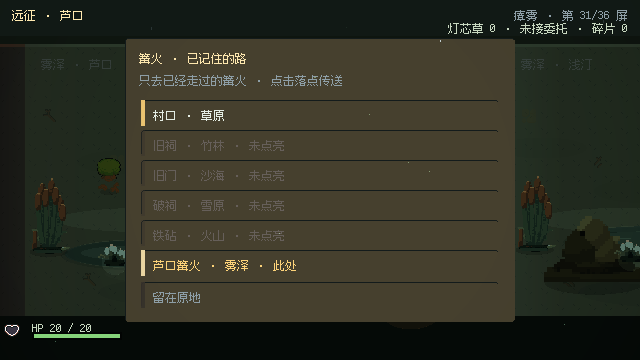 远征 · 芦口
瘴雾 · 第 31/36 屏
灯芯草 0 · 未接委托 · 碎片 0
雾泽 · 芦口
雾泽 · 浅汀
篝火 · 已记住的路
只去已经走过的篝火 · 点击落点传送
村口 · 草原
旧祠 · 竹林 · 未点亮
旧门 · 沙海 · 未点亮
破祠 · 雪原 · 未点亮
铁砧 · 火山 · 未点亮
芦口篝火 · 雾泽 · 此处
留在原地
HP 20 / 20